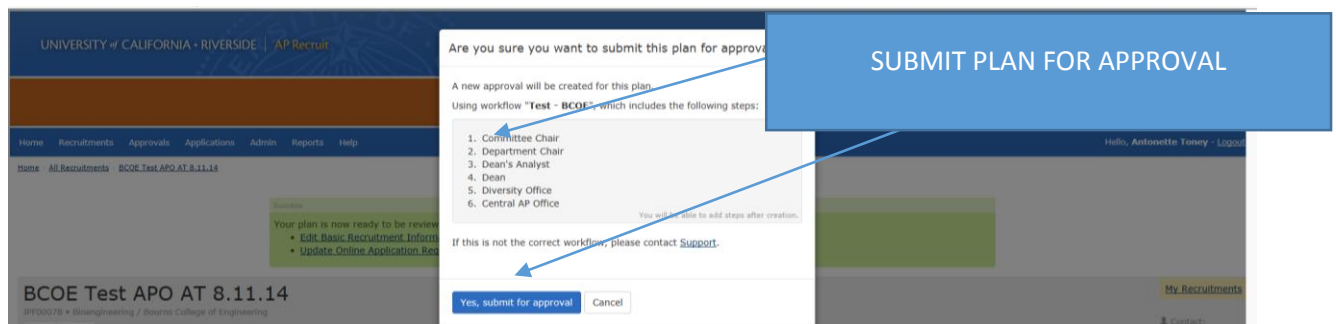 UNIVERSITY of CALIFORNIA • RIVERSIDE | AP Recruit
Are you sure you want to submit this plan for approva
SUBMIT PLAN FOR APPROVAL
A new approval will be created for this plan.
Using workflow "Test - BCOE", which includes the following steps:
1. Committee Chair
2. Department Chair
3. Dean's Analyst
4. Dean
5. Diversity Office
6. Central AP Office
You will be able to add steps after creation.
If this is not the correct workflow, please contact Support.
Yes, submit for approval
Cancel
Home Recruitments Approvals Applications Admin Reports Help
Hello, Antonette Toney - Logout
Home All Recruitments BCOE Test APO AT 8.11.14
Success
Your plan is now ready to be review
• Edit Basic Recruitment Inform
• Update Online Application Req
BCOE Test APO AT 8.11.14
IPF00078 • Bioengineering / Bourns College of Engineering
My Recruitments
Contact: